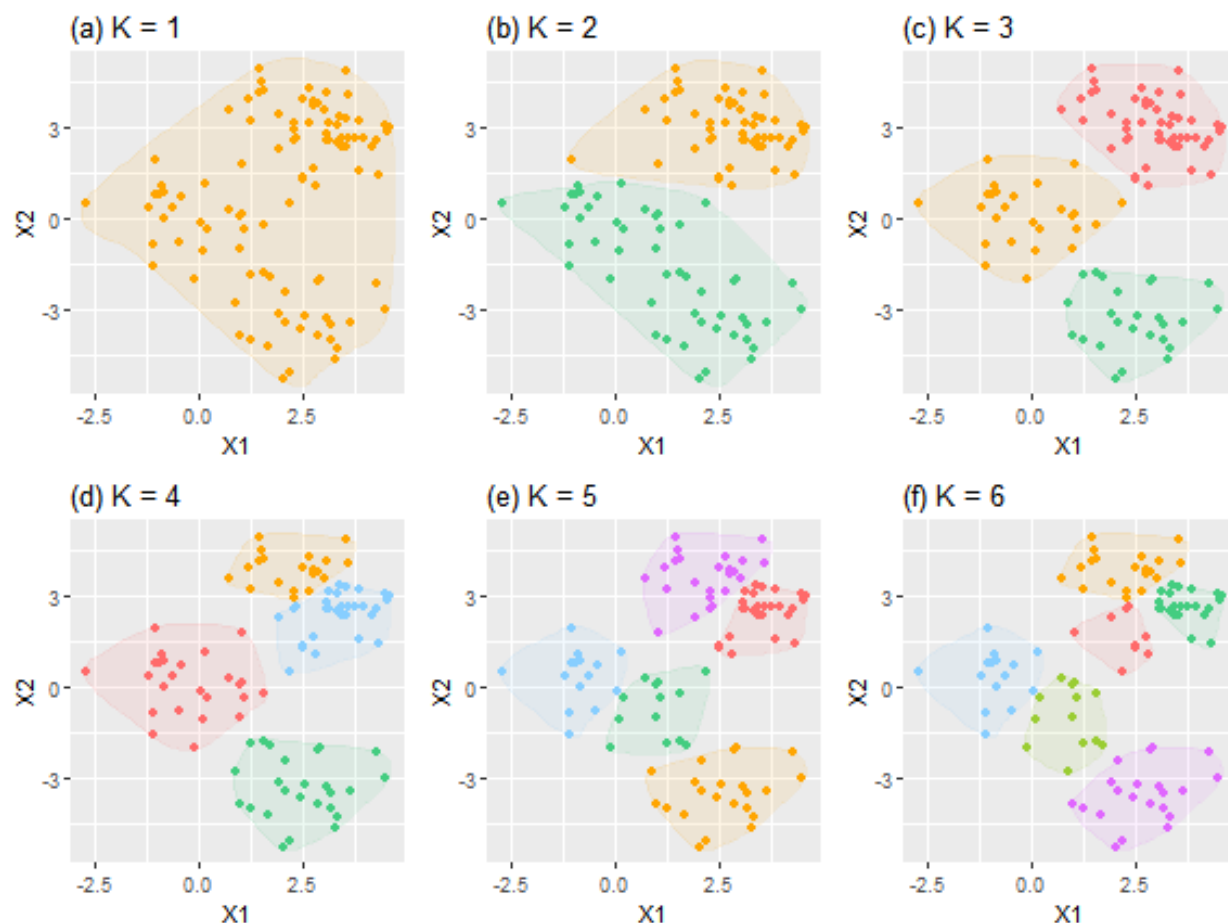 (a) K = 1
(b) K = 2
(c) K = 3
3
0
-3
X2
-2.5 0.0 2.5
X1
3
0
-3
X2
-2.5 0.0 2.5
X1
3
0
-3
X2
-2.5 0.0 2.5
X1
(d) K = 4
(e) K = 5
(f) K = 6
3
0
-3
X2
-2.5 0.0 2.5
X1
3
0
-3
X2
-2.5 0.0 2.5
X1
3
0
-3
X2
-2.5 0.0 2.5
X1